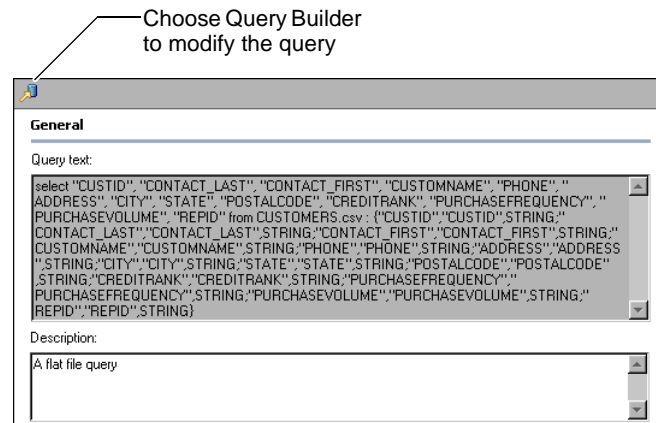 Choose Query Builder
to modify the query
General
Query text:
select "CUSTID", "CONTACT_LAST", "CONTACT_FIRST", "CUSTOMNAME", "PHONE", "
ADDRESS", "CITY", "STATE", "POSTALCODE", "CREDITRANK", "PURCHASEFREQUENCY", "
PURCHASEVOLUME", "REPID" from CUSTOMERS.csv : {"CUSTID","CUSTID",STRING;"
CONTACT_LAST","CONTACT_LAST",STRING;"CONTACT_FIRST","CONTACT_FIRST",STRING;"
CUSTOMNAME","CUSTOMNAME",STRING;"PHONE","PHONE",STRING;"ADDRESS","ADDRESS
",STRING;"CITY","CITY",STRING;"STATE","STATE",STRING;"POSTALCODE","POSTALCODE"
,STRING;"CREDITRANK","CREDITRANK",STRING;"PURCHASEFREQUENCY","
PURCHASEFREQUENCY",STRING;"PURCHASEVOLUME","PURCHASEVOLUME",STRING;"
REPID","REPID",STRING}
Description:
A flat file query